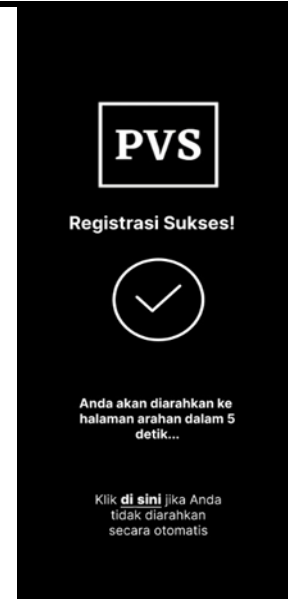 PVS
Registrasi Sukses!
Anda akan diarahkan ke
halaman arahan dalam 5
detik...
Klik di sini jika Anda
tidak diarahkan
secara otomatis